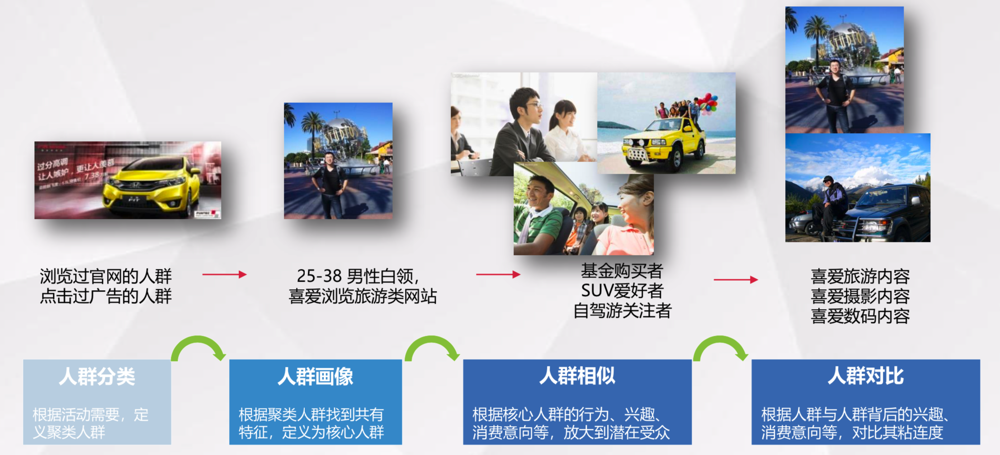 过分高调
让人嫉妒，更让人羡慕
7.38
FIT
STUDIO
STUDIO
浏览过官网的人群
点击过广告的人群
25-38 男性白领，
喜爱浏览旅游类网站
基金购买者
SUV爱好者
自驾游关注者
喜爱旅游内容
喜爱摄影内容
喜爱数码内容
人群分类
根据活动需要，定
义聚类人群
人群画像
根据聚类人群找到共有
特征，定义为核心人群
人群相似
根据核心人群的行为、兴趣、
消费意向等，放大到潜在受众
人群对比
根据人群与人群背后的兴趣、
消费意向等，对比其粘连度